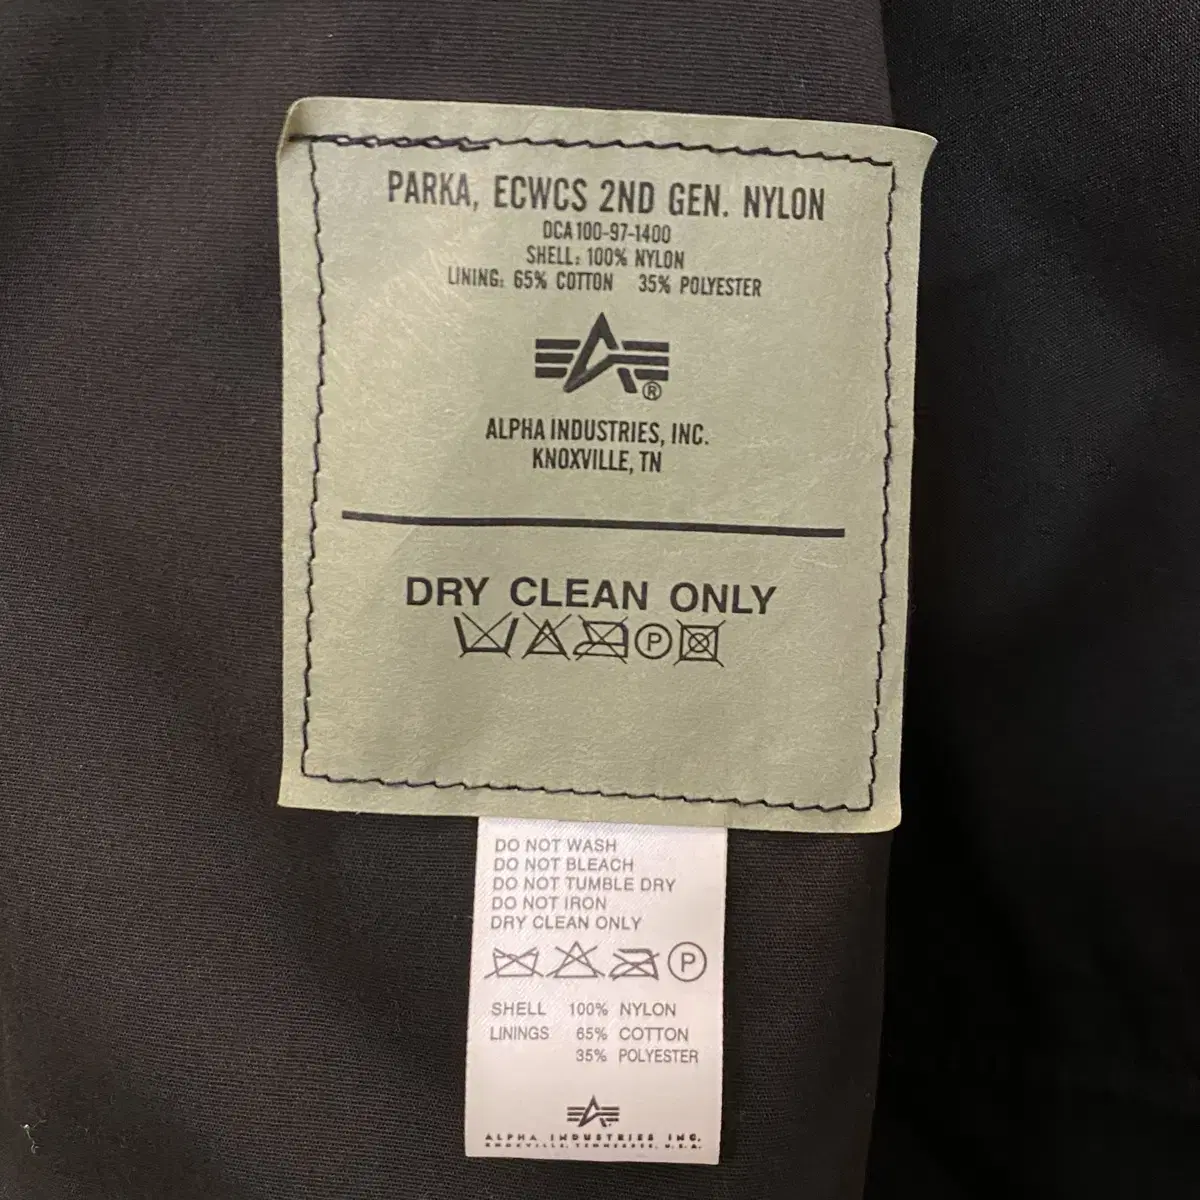 PARKA, ECWCS 2ND GEN. NYLON
DCA100-97-1400
SHELL: 100% NYLON
LINING: 65% COTTON 35% POLYESTER
®
ALPHA INDUSTRIES, INC.
KNOXVILLE, TN
DRY CLEAN ONLY
P
DO NOT WASH
DO NOT BLEACH
DO NOT TUMBLE DRY
DO NOT IRON
DRY CLEAN ONLY
P
SHELL 100% NYLON
LININGS 65% COTTON
35% POLYESTER
ALPHA INDUSTRIES INC.
KNOXVILLE, TENNESSEE, U.S.A.